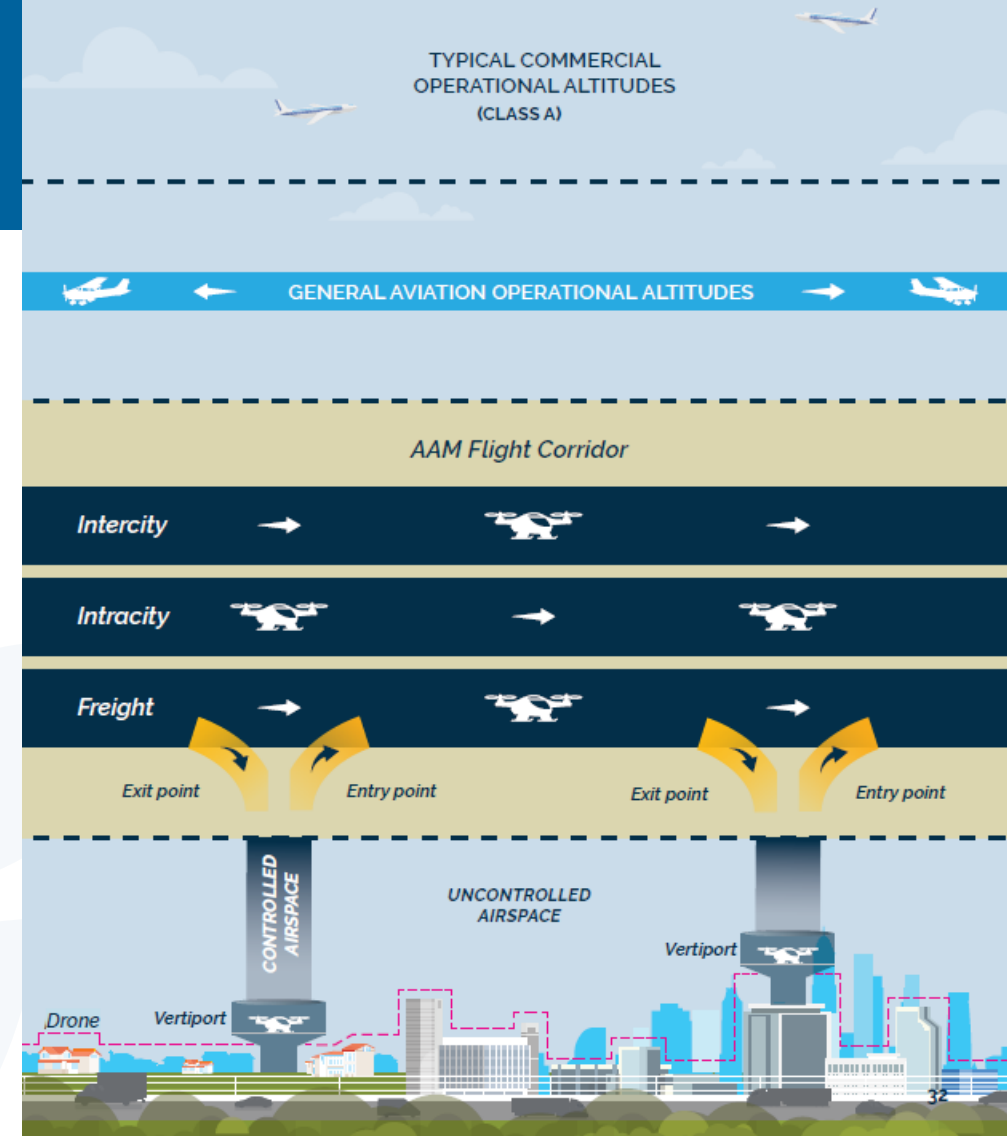 TYPICAL COMMERCIAL
OPERATIONAL ALTITUDES
(CLASS A)
GENERAL AVIATION OPERATIONAL ALTITUDES
AAM Flight Corridor
Intercity
Intracity
Freight
Exit point
Entry point
Exit point
Entry point
CONTROLLED
AIRSPACE
UNCONTROLLED
AIRSPACE
Vertiport
Drone
Vertiport
32